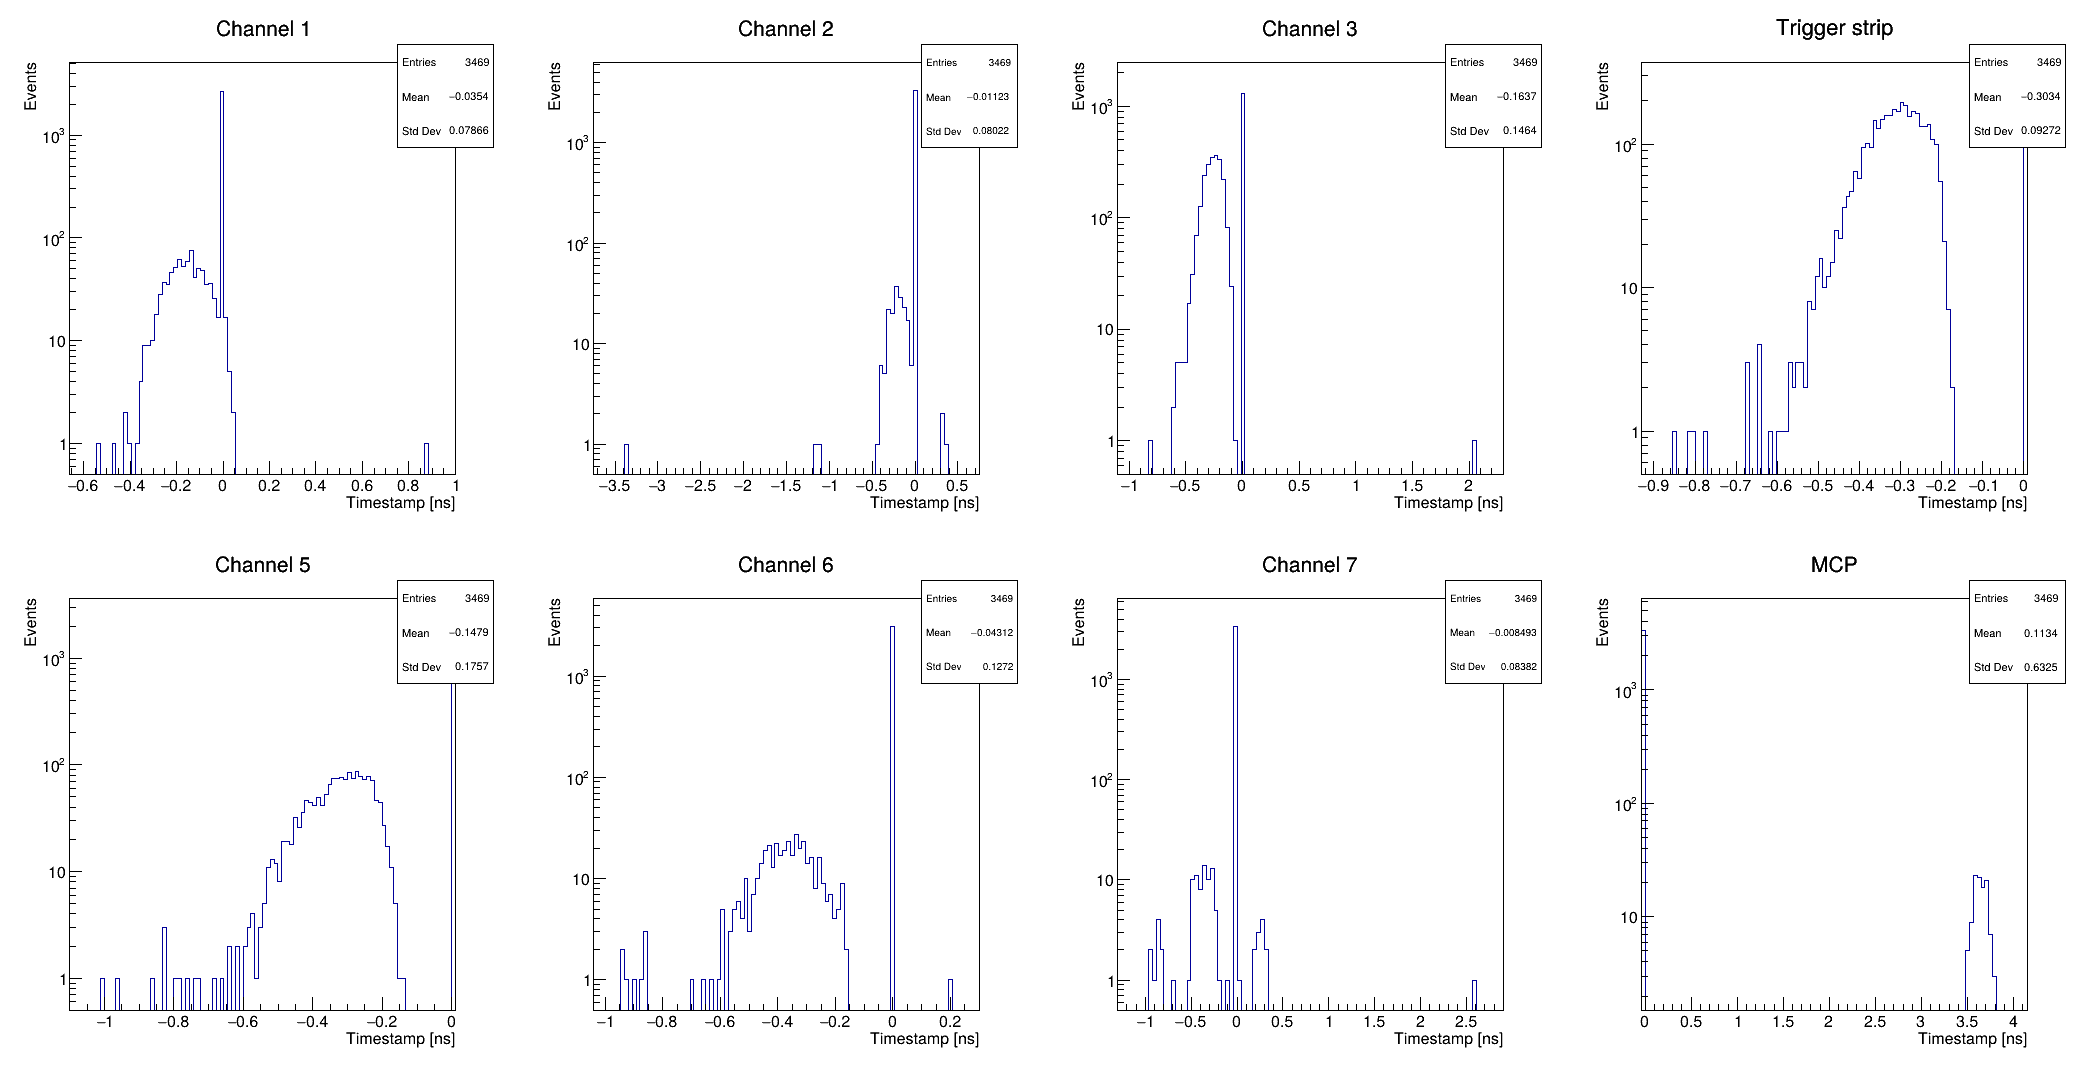 Channel 1
Events
Entries 3469
Mean −0.0354
Std Dev 0.07866
10³
10²
10
1
−0.6 −0.4 −0.2 0 0.2 0.4 0.6 0.8 1
Timestamp [ns]
Channel 2
Events
Entries 3469
Mean −0.01123
Std Dev 0.08022
10³
10²
10
1
−3.5 −3 −2.5 −2 −1.5 −1 −0.5 0 0.5
Timestamp [ns]
Channel 3
Events
Entries 3469
Mean −0.1637
Std Dev 0.1464
10³
10²
10
1
−1 −0.5 0 0.5 1 1.5 2
Timestamp [ns]
Trigger strip
Events
Entries 3469
Mean −0.3034
Std Dev 0.09272
10²
10
1
−0.9 −0.8 −0.7 −0.6 −0.5 −0.4 −0.3 −0.2 −0.1 0
Timestamp [ns]
Channel 5
Events
Entries 3469
Mean −0.1479
Std Dev 0.1757
10³
10²
10
1
−1 −0.8 −0.6 −0.4 −0.2 0
Timestamp [ns]
Channel 6
Events
Entries 3469
Mean −0.04312
Std Dev 0.1272
10³
10²
10
1
−1 −0.8 −0.6 −0.4 −0.2 0 0.2
Timestamp [ns]
Channel 7
Events
Entries 3469
Mean −0.008493
Std Dev 0.08382
10³
10²
10
1
−1 −0.5 0 0.5 1 1.5 2 2.5
Timestamp [ns]
MCP
Events
Entries 3469
Mean 0.1134
Std Dev 0.6325
10³
10²
10
0 0.5 1 1.5 2 2.5 3 3.5 4
Timestamp [ns]